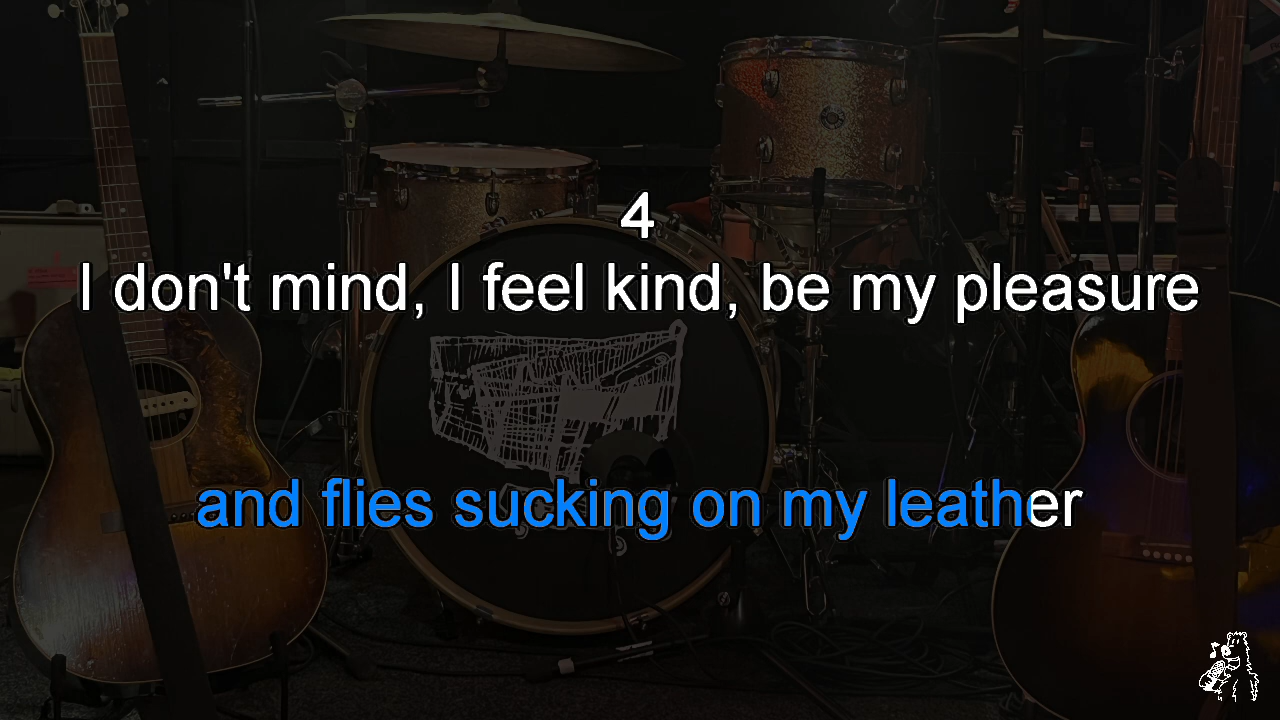 4
I don't mind, I feel kind, be my pleasure
and flies sucking on my leather